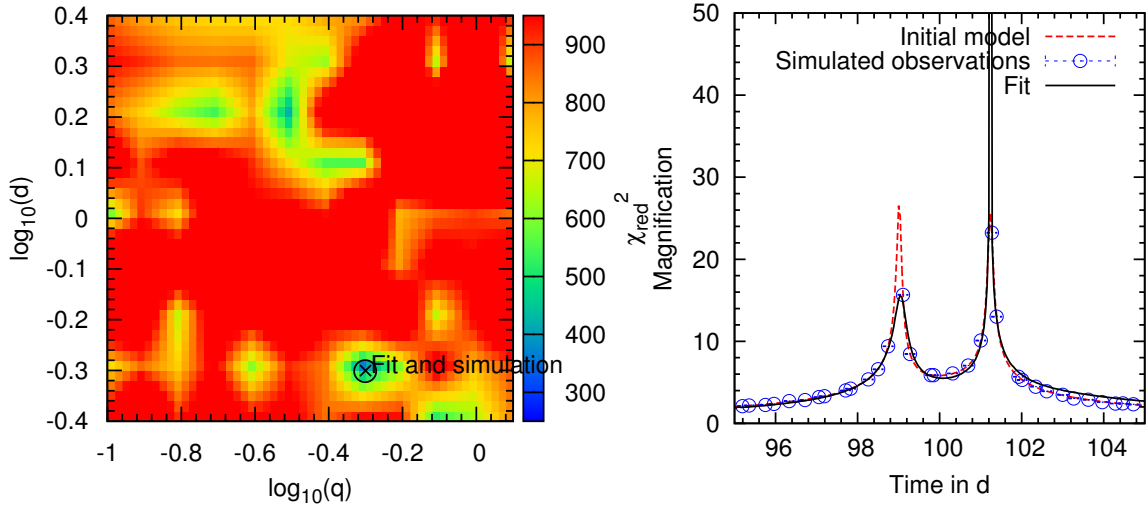 log10(d)
0.4
0.3
0.2
0.1
0
-0.1
-0.2
-0.3
-0.4
-1 -0.8 -0.6 -0.4 -0.2 0
log10(q)
Fit and simulation
900
800
700
600
500
400
300
χred2
Magnification
50
40
30
20
10
0
96 98 100 102 104
Time in d
Initial model
Simulated observations
Fit